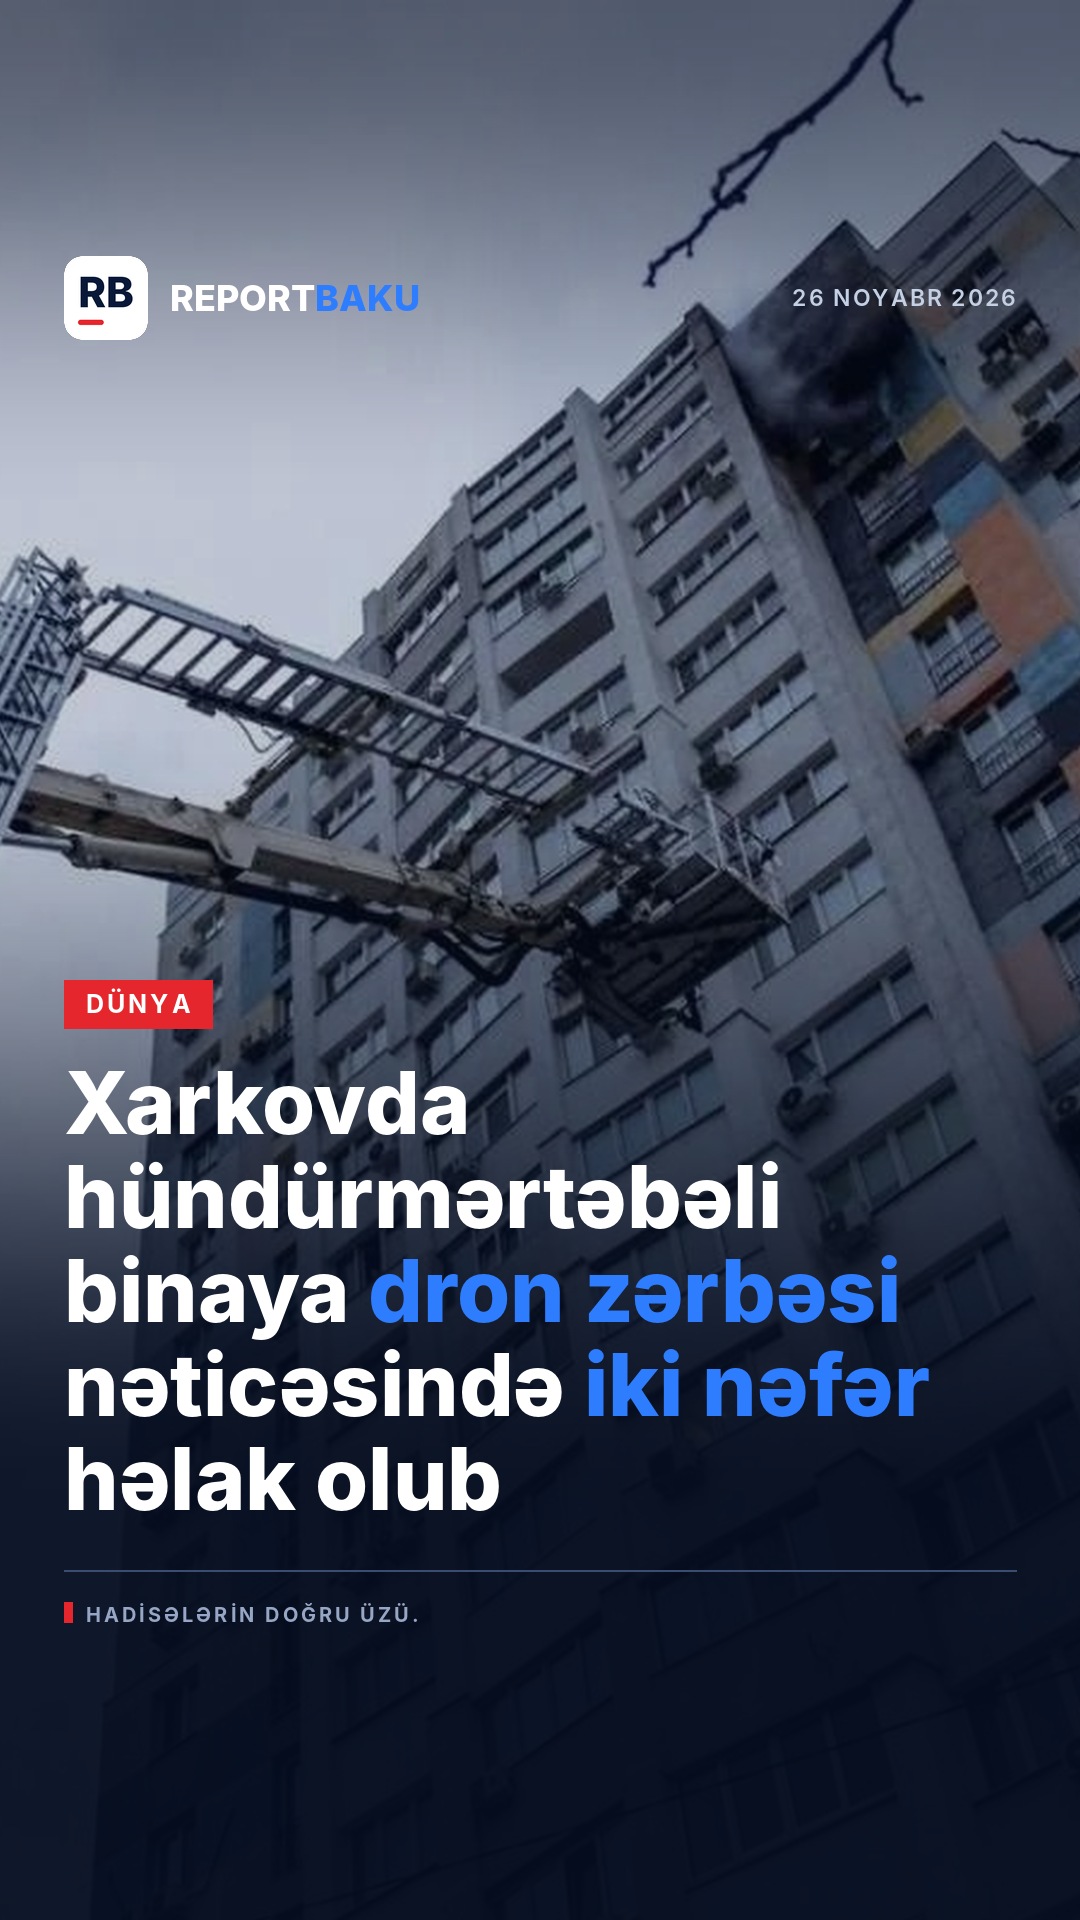 RB
REPORTBAKU
26 NOYABR 2026
DÜNYA
Xarkovda
hündürmərtəbəli
binaya dron zərbəsi
nəticəsində iki nəfər
həlak olub
HADİSƏLƏRİN DOĞRU ÜZÜ.